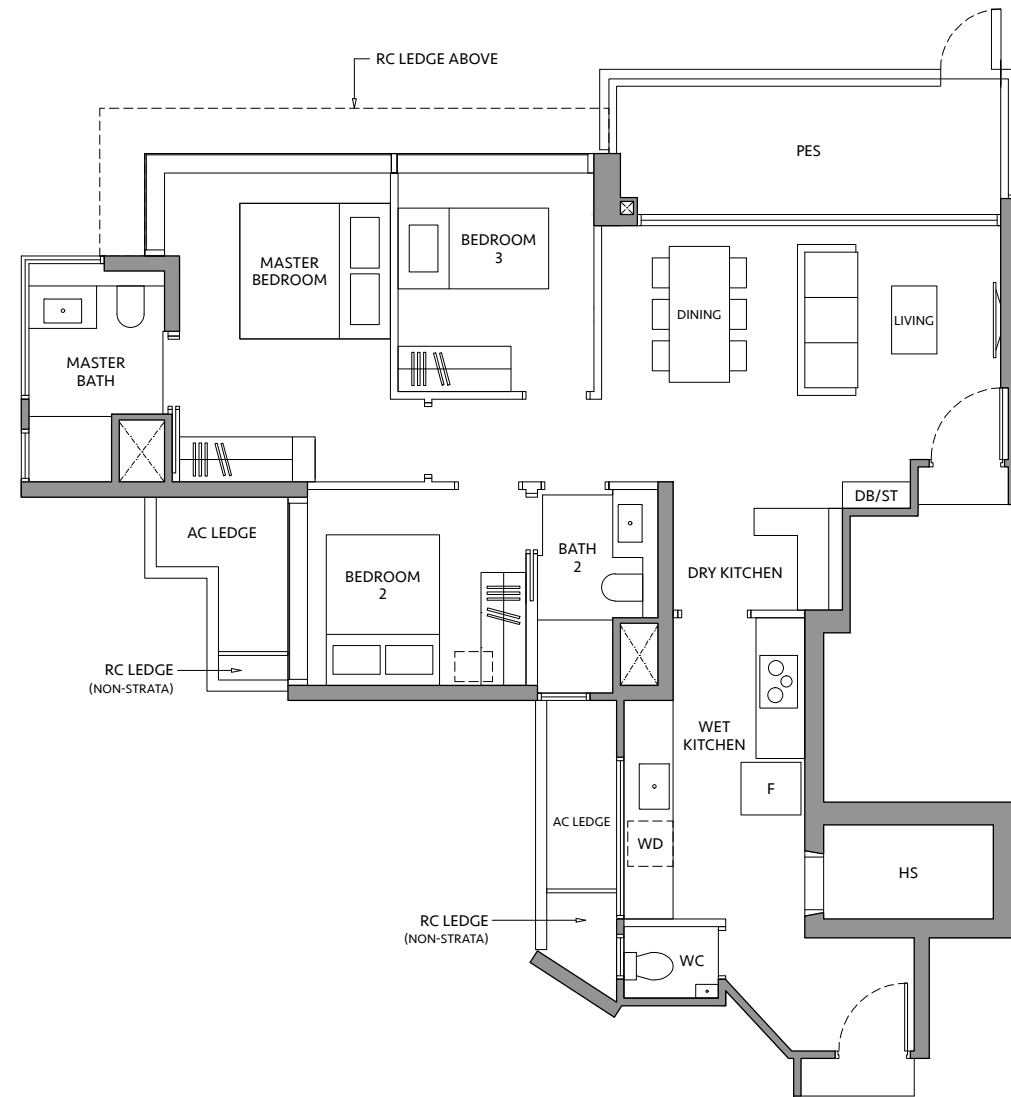 RC LEDGE ABOVE
PES
MASTER
BEDROOM
BEDROOM
3
DINING
LIVING
MASTER
BATH
DB/ST
AC LEDGE
BEDROOM
2
BATH
2
DRY KITCHEN
RC LEDGE
(NON-STRATA)
WET
KITCHEN
F
AC LEDGE
WD
HS
RC LEDGE
(NON-STRATA)
WC